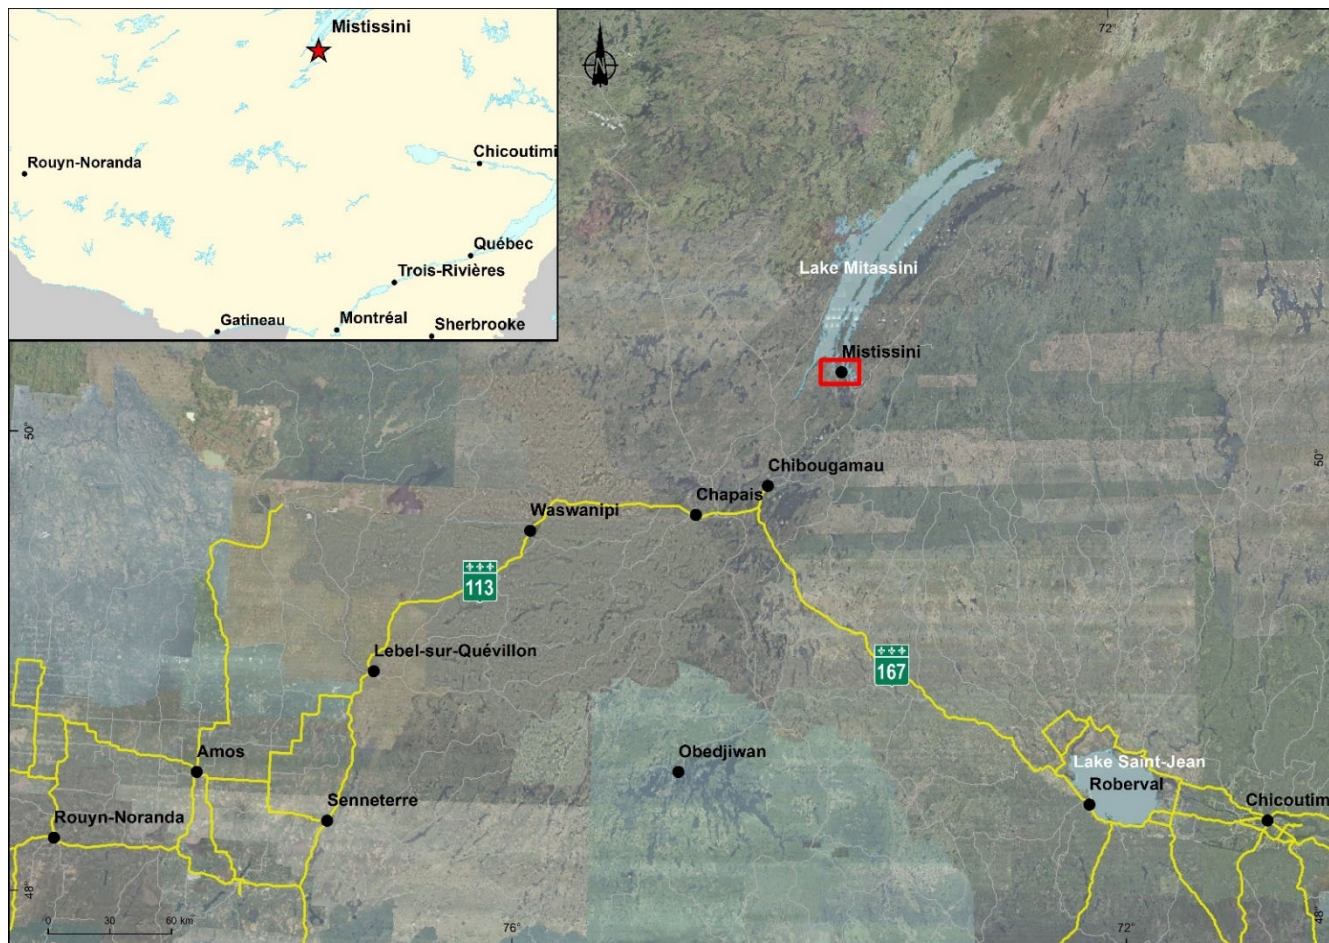 Mistissini
Rouyn-Noranda
Chicoutimi
Québec
Trois-Rivières
Gatineau
Montréal
Sherbrooke
N
72°
Lake Mitassini
Mistissini
50°
50°
Chibougamau
Chapais
Waswanipi
113
Lebel-sur-Quévillon
167
Amos
Obedjiwan
Lake Saint-Jean
Roberval
Senneterre
Chicoutim
Rouyn-Noranda
48°
48°
0 30 60 km
76°
72°